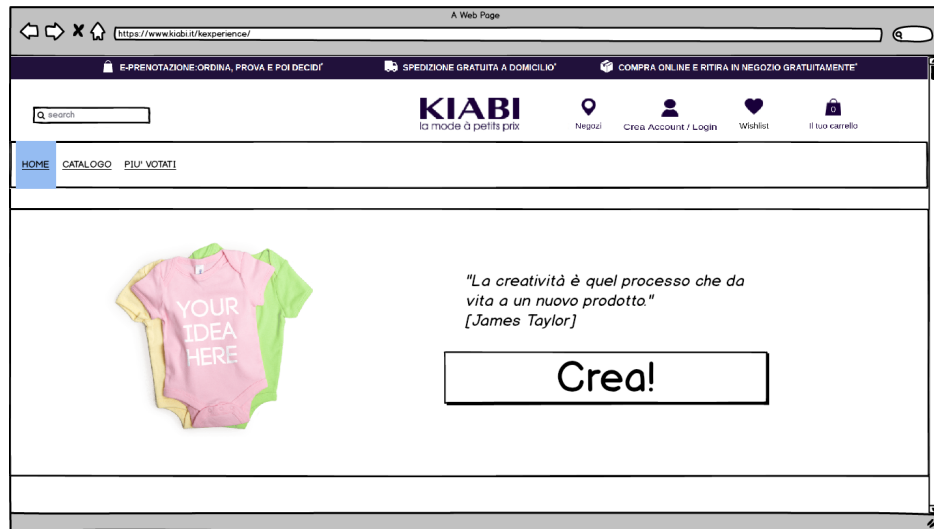 A Web Page
https://www.kiabi.it/kexperience/
E-PRENOTAZIONE:ORDINA, PROVA E POI DECIDI*
SPEDIZIONE GRATUITA A DOMICILIO*
COMPRA ONLINE E RITIRA IN NEGOZIO GRATUITAMENTE*
search
KIABI
la mode à petits prix
Negozi
Crea Account / Login
Wishlist
0
Il tuo carrello
HOME CATALOGO PIU' VOTATI
YOUR
IDEA
HERE
"La creatività è quel processo che da
vita a un nuovo prodotto."
[James Taylor]
Crea!